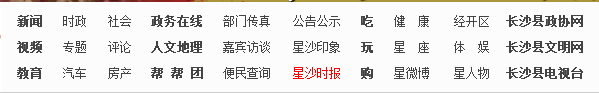 新闻 时政 社会 政务在线 部门传真 公告公示 吃 健 康 经开区 长沙县政协网
视频 专题 评论 人文地理 嘉宾访谈 星沙印象 玩 星 座 体 娱 长沙县文明网
教育 汽车 房产 帮 帮 团 便民查询 星沙时报 购 星微博 星人物 长沙县电视台